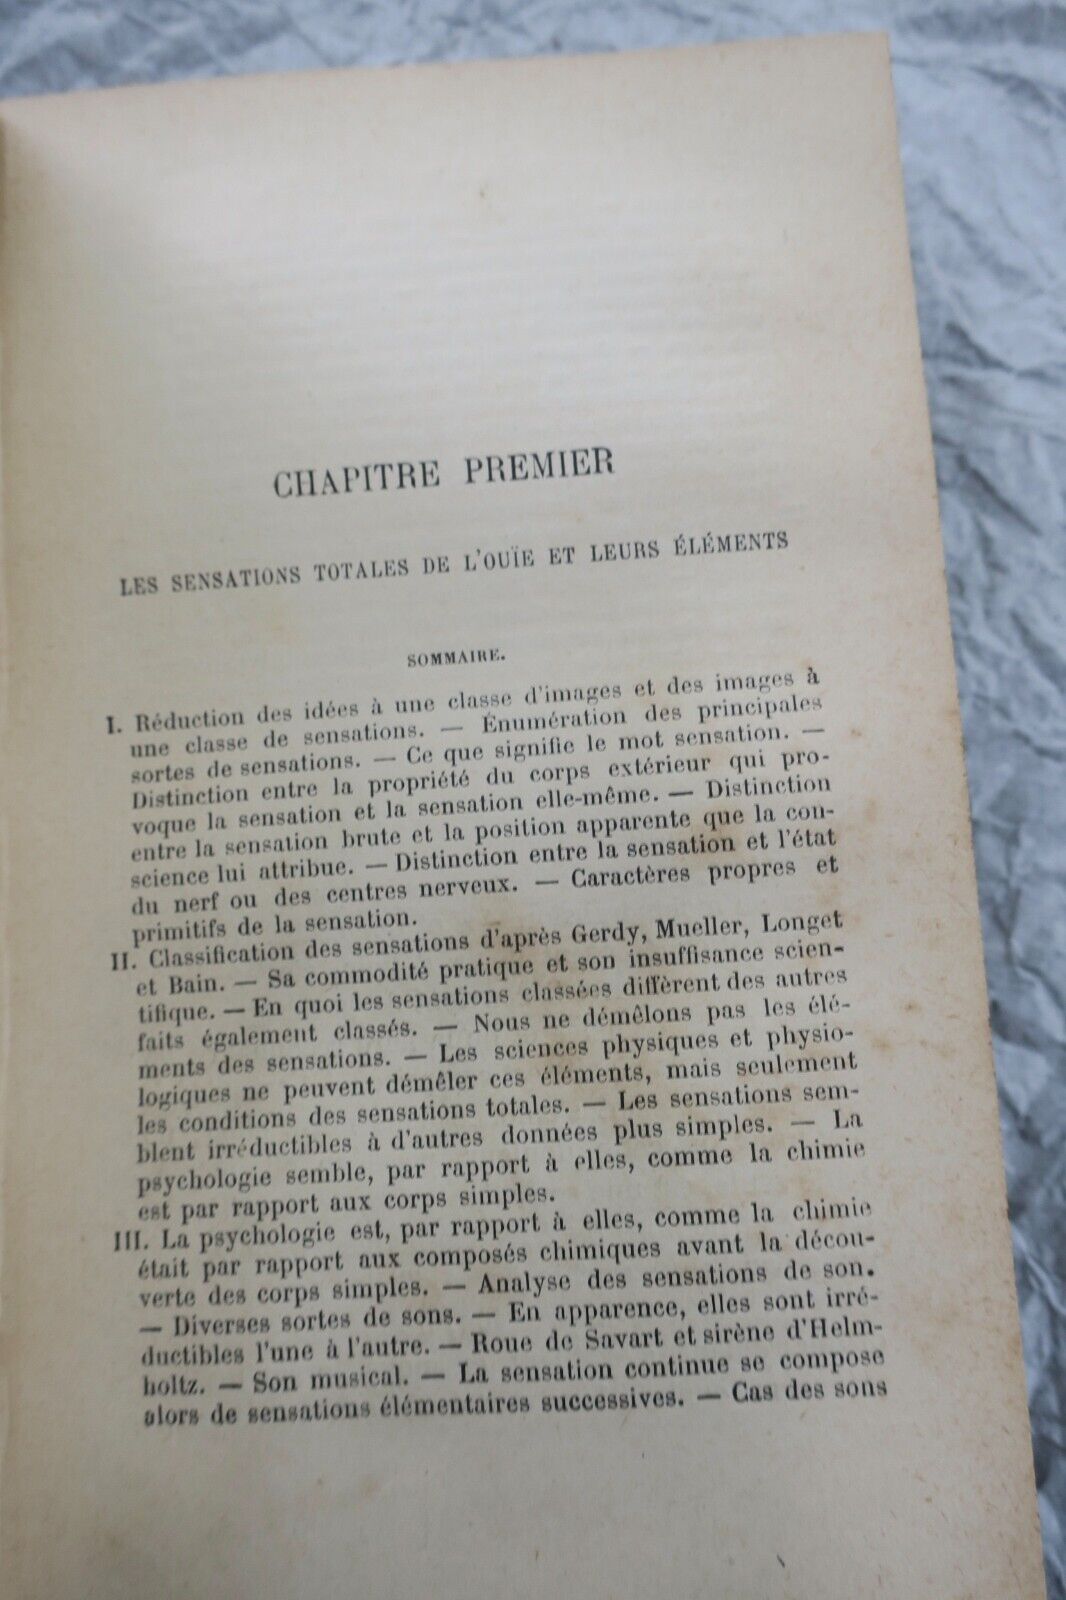 CHAPITRE PREMIER
LES SENSATIONS TOTALES DE L'OUÏE ET LEURS ÉLÉMENTS
SOMMAIRE.
I. Réduction des idées à une classe d'images et des images à
une classe de sensations. — Énumération des principales
sortes de sensations. — Ce que signifie le mot sensation. —
Distinction entre la propriété du corps extérieur qui pro-
voque la sensation et la sensation elle-même. — Distinction
entre la sensation brute et la position apparente que la con-
science lui attribue. — Distinction entre la sensation et l'état
du nerf ou des centres nerveux. — Caractères propres et
primitifs de la sensation.
II. Classification des sensations d'après Gerdy, Mueller, Longet
et Bain. — Sa commodité pratique et son insuffisance scien-
tifique. — En quoi les sensations classées diffèrent des autres
faits également classés. — Nous ne démêlons pas les élé-
ments des sensations. — Les sciences physiques et physio-
logiques ne peuvent démêler ces éléments, mais seulement
les conditions des sensations totales. — Les sensations sem-
blent irréductibles à d'autres données plus simples. — La
psychologie semble, par rapport à elles, comme la chimie
est par rapport aux corps simples.
III. La psychologie est, par rapport à elles, comme la chimie
était par rapport aux composés chimiques avant la décou-
verte des corps simples. — Analyse des sensations de son.
— Diverses sortes de sons. — En apparence, elles sont irré-
ductibles l'une à l'autre. — Roue de Savart et sirène d'Helm-
holtz. — Son musical. — La sensation continue se compose
alors de sensations élémentaires successives. — Cas des sons